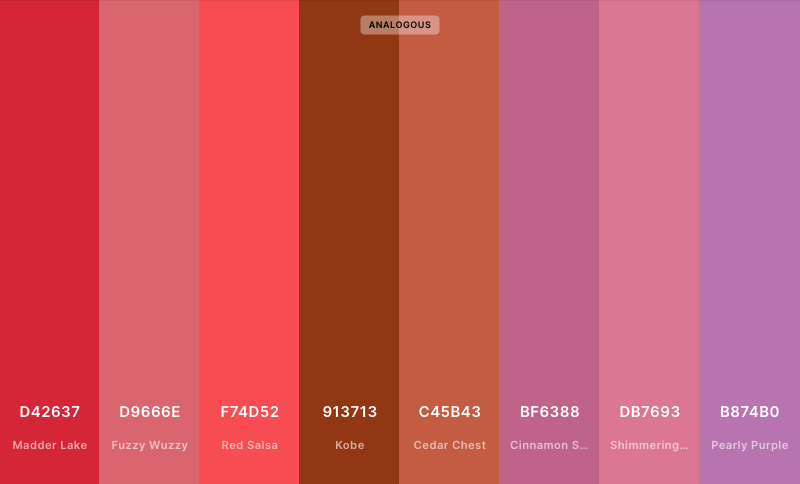 ANALOGOUS
D42637 D9666E F74D52 913713 C45B43 BF6388 DB7693 B874B0
Madder Lake Fuzzy Wuzzy Red Salsa Kobe Cedar Chest Cinnamon S... Shimmering... Pearly Purple